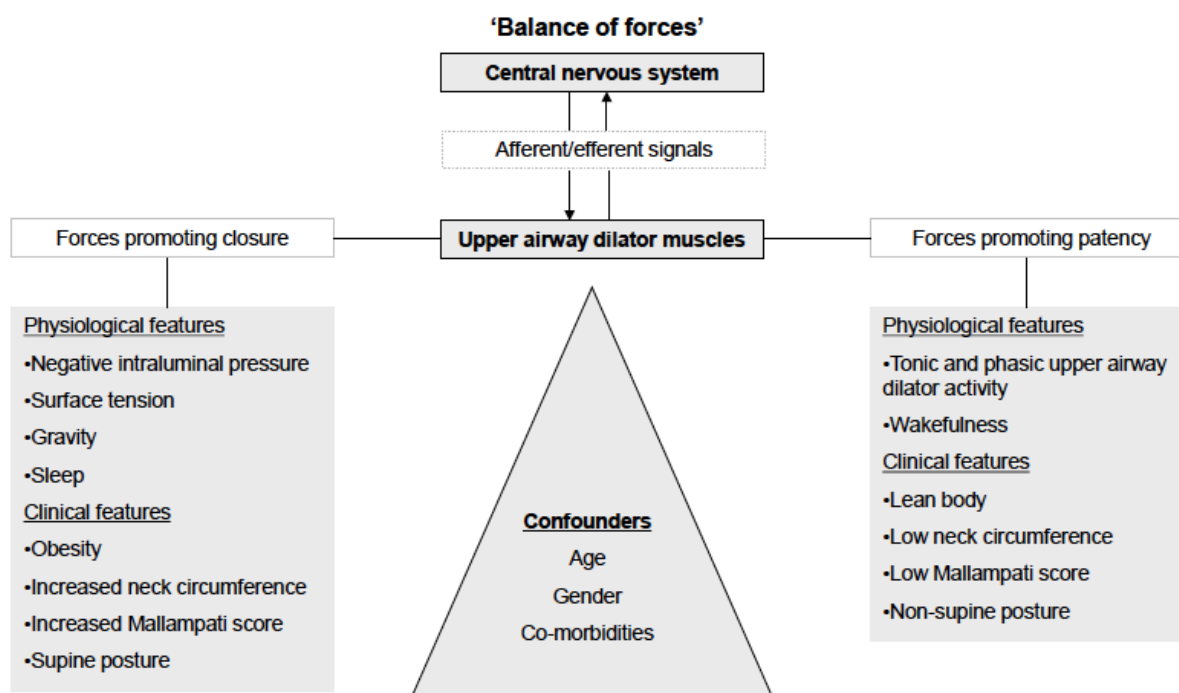 ‘Balance of forces’
Central nervous system
Afferent/efferent signals
Forces promoting closure
Upper airway dilator muscles
Forces promoting patency
Physiological features
•Negative intraluminal pressure
•Surface tension
•Gravity
•Sleep
Clinical features
•Obesity
•Increased neck circumference
•Increased Mallampati score
•Supine posture
Confounders
Age
Gender
Co-morbidities
Physiological features
•Tonic and phasic upper airway
dilator activity
•Wakefulness
Clinical features
•Lean body
•Low neck circumference
•Low Mallampati score
•Non-supine posture